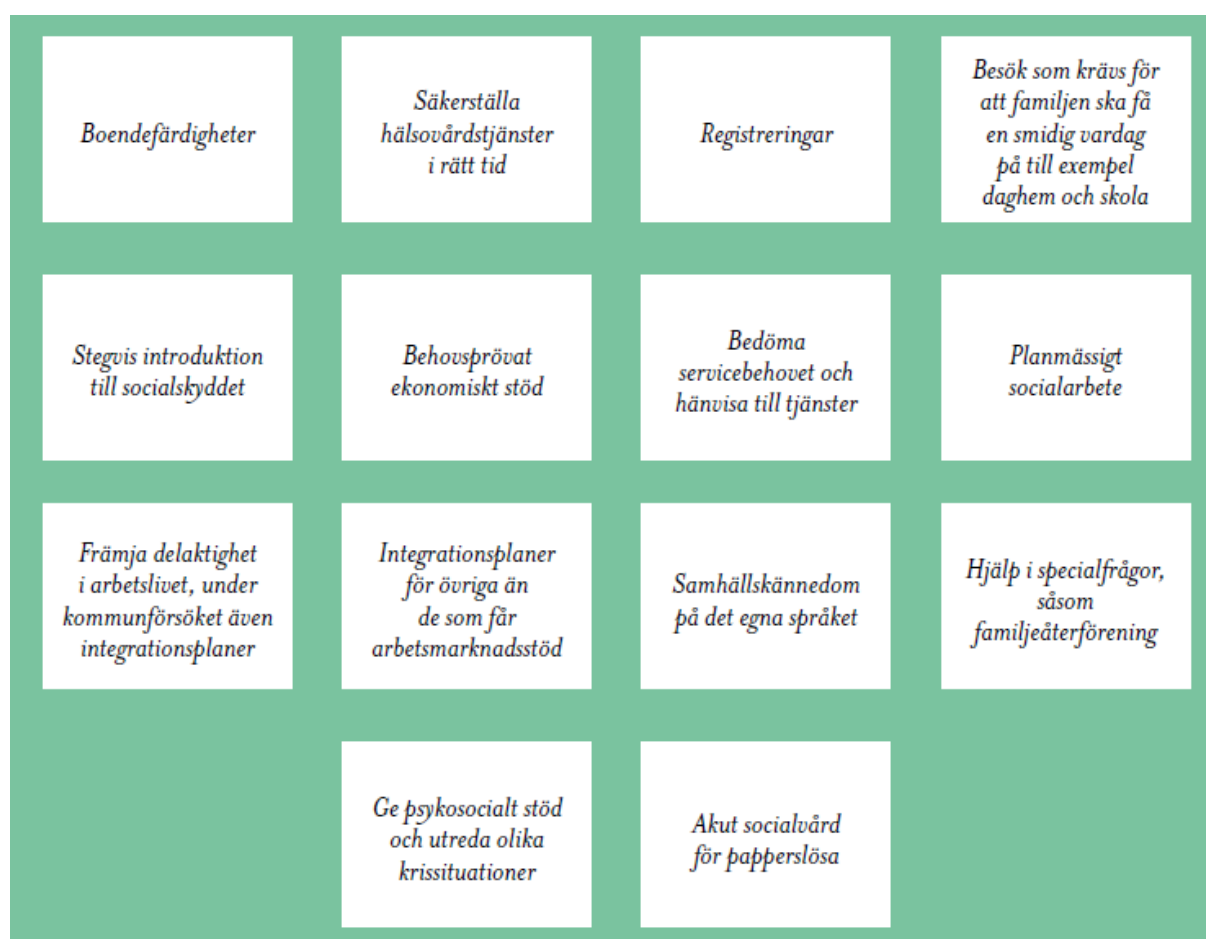 Boendefärdigheter
Säkerställa
hälsovårdstjänster
i rätt tid
Registreringar
Besök som krävs för
att familjen ska få
en smidig vardag
på till exempel
daghem och skola
Stegvis introduktion
till socialskyddet
Behovsprövat
ekonomiskt stöd
Bedöma
servicebehovet och
hänvisa till tjänster
Planmässigt
socialarbete
Främja delaktighet
i arbetslivet, under
kommunförsöket även
integrationsplaner
Integrationsplaner
för övriga än
de som får
arbetsmarknadsstöd
Samhällskännedom
på det egna språket
Hjälp i specialfrågor,
såsom
familjeåterförening
Ge psykosocialt stöd
och utreda olika
krissituationer
Akut socialvård
för papperslösa